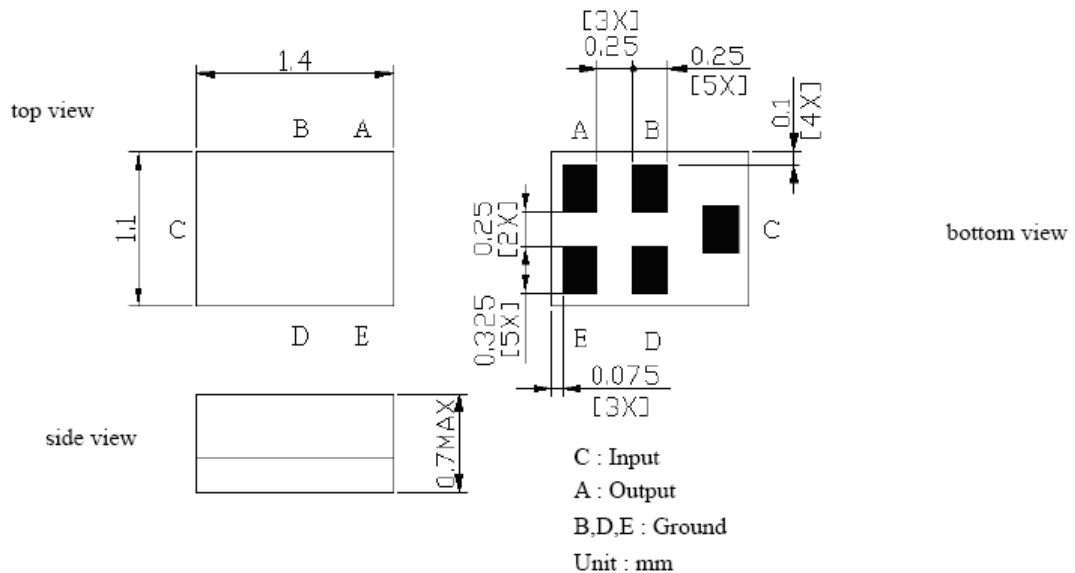 [3X]
0.25
0.25
[5X]
1.4
top view
B A
A B
0.1
[4X]
1.1
C
0.25
[2X]
C
bottom view
D E
0.325
[5X]
E D
0.075
[3X]
side view
0.7MAX
C : Input
A : Output
B,D,E : Ground
Unit : mm